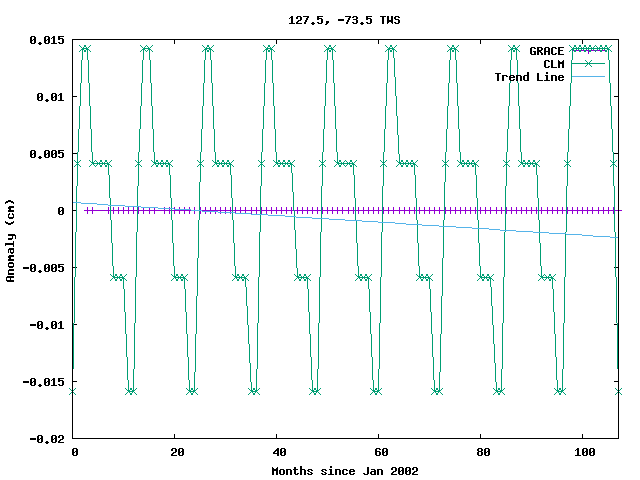 127.5, -73.5 TWS
0.015
0.01
0.005
0
-0.005
-0.01
-0.015
-0.02
Anomaly (cm)
GRACE
CLM
Trend Line
0 20 40 60 80 100
Months since Jan 2002